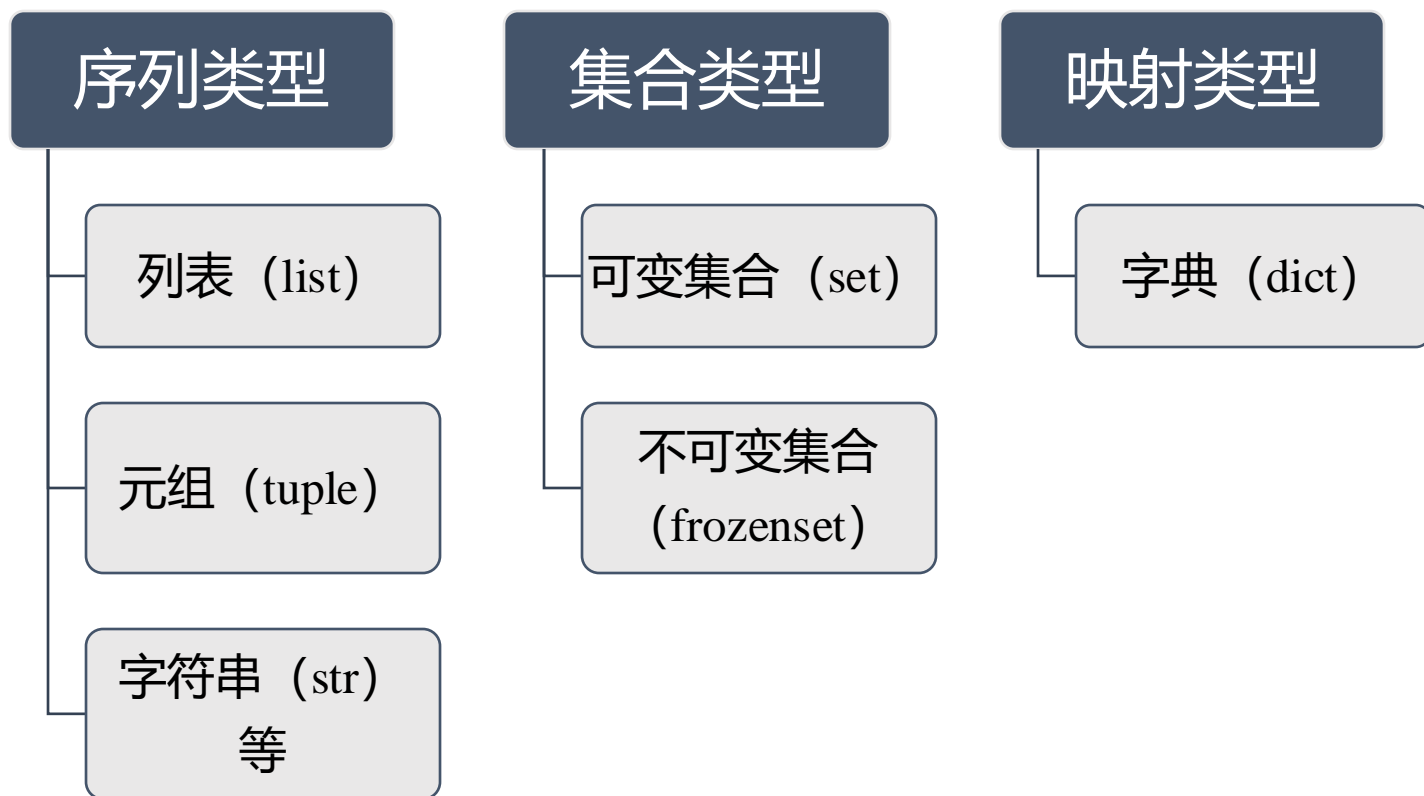 序列类型
列表（list）
元组（tuple）
字符串（str）
等
集合类型
可变集合（set）
不可变集合
（frozenset）
映射类型
字典（dict）